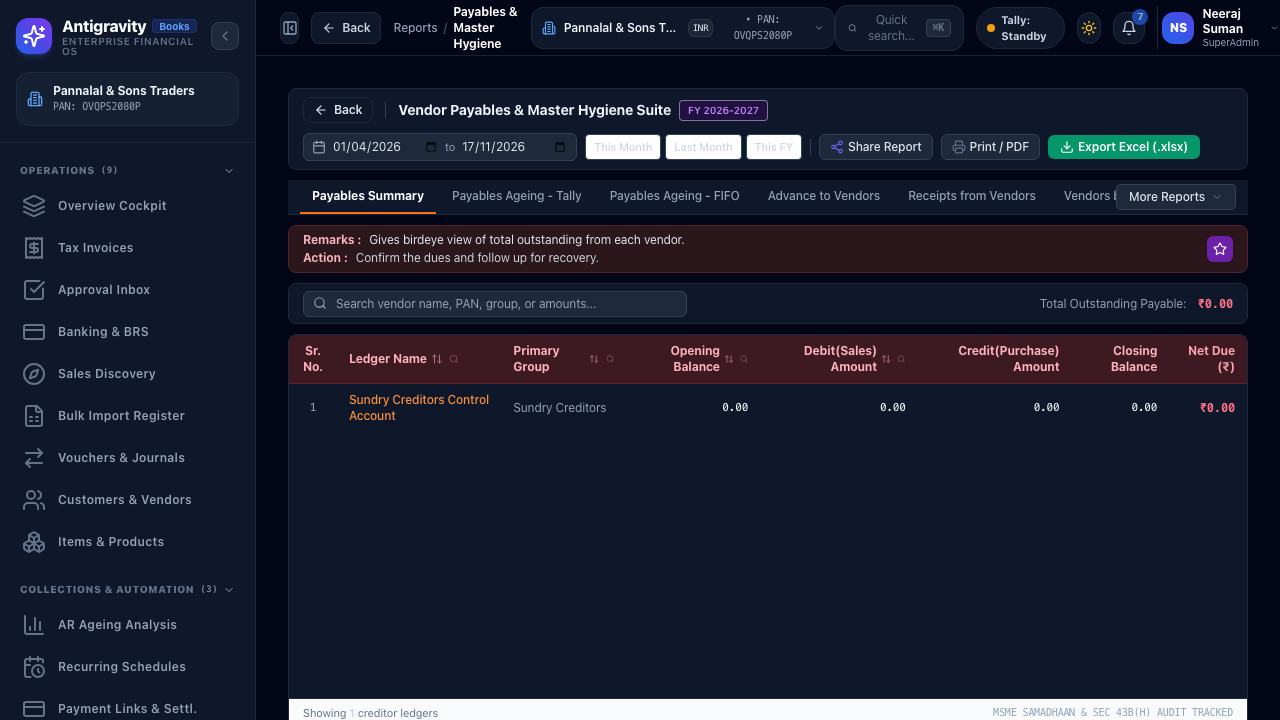 Antigravity Books
ENTERPRISE FINANCIAL OS
Pannalal & Sons Traders
PAN: OVQPS2080P
OPERATIONS (9)
Overview Cockpit
Tax Invoices
Approval Inbox
Banking & BRS
Sales Discovery
Bulk Import Register
Vouchers & Journals
Customers & Vendors
Items & Products
COLLECTIONS & AUTOMATION (3)
AR Ageing Analysis
Recurring Schedules
Payment Links & Settl.
Back
Reports / Payables & Master Hygiene
Pannalal & Sons T... INR • PAN: OVQPS2080P
Quick search... ⌘K
Tally: Standby
7
NS
Neeraj Suman
SuperAdmin
Back
Vendor Payables & Master Hygiene Suite FY 2026-2027
01/04/2026 to 17/11/2026 This Month Last Month This FY Share Report Print / PDF Export Excel (.xlsx)
Payables Summary Payables Ageing - Tally Payables Ageing - FIFO Advance to Vendors Receipts from Vendors Vendors More Reports
Remarks : Gives birdeye view of total outstanding from each vendor.
Action : Confirm the dues and follow up for recovery.
Search vendor name, PAN, group, or amounts... Total Outstanding Payable: ₹0.00
Sr. No. Ledger Name Primary Group Opening Balance Debit(Sales) Amount Credit(Purchase) Amount Closing Balance Net Due (₹)
1 Sundry Creditors Control Account Sundry Creditors 0.00 0.00 0.00 0.00 ₹0.00
Showing 1 creditor ledgers MSME SAMADHAAN & SEC 43B(H) AUDIT TRACKED